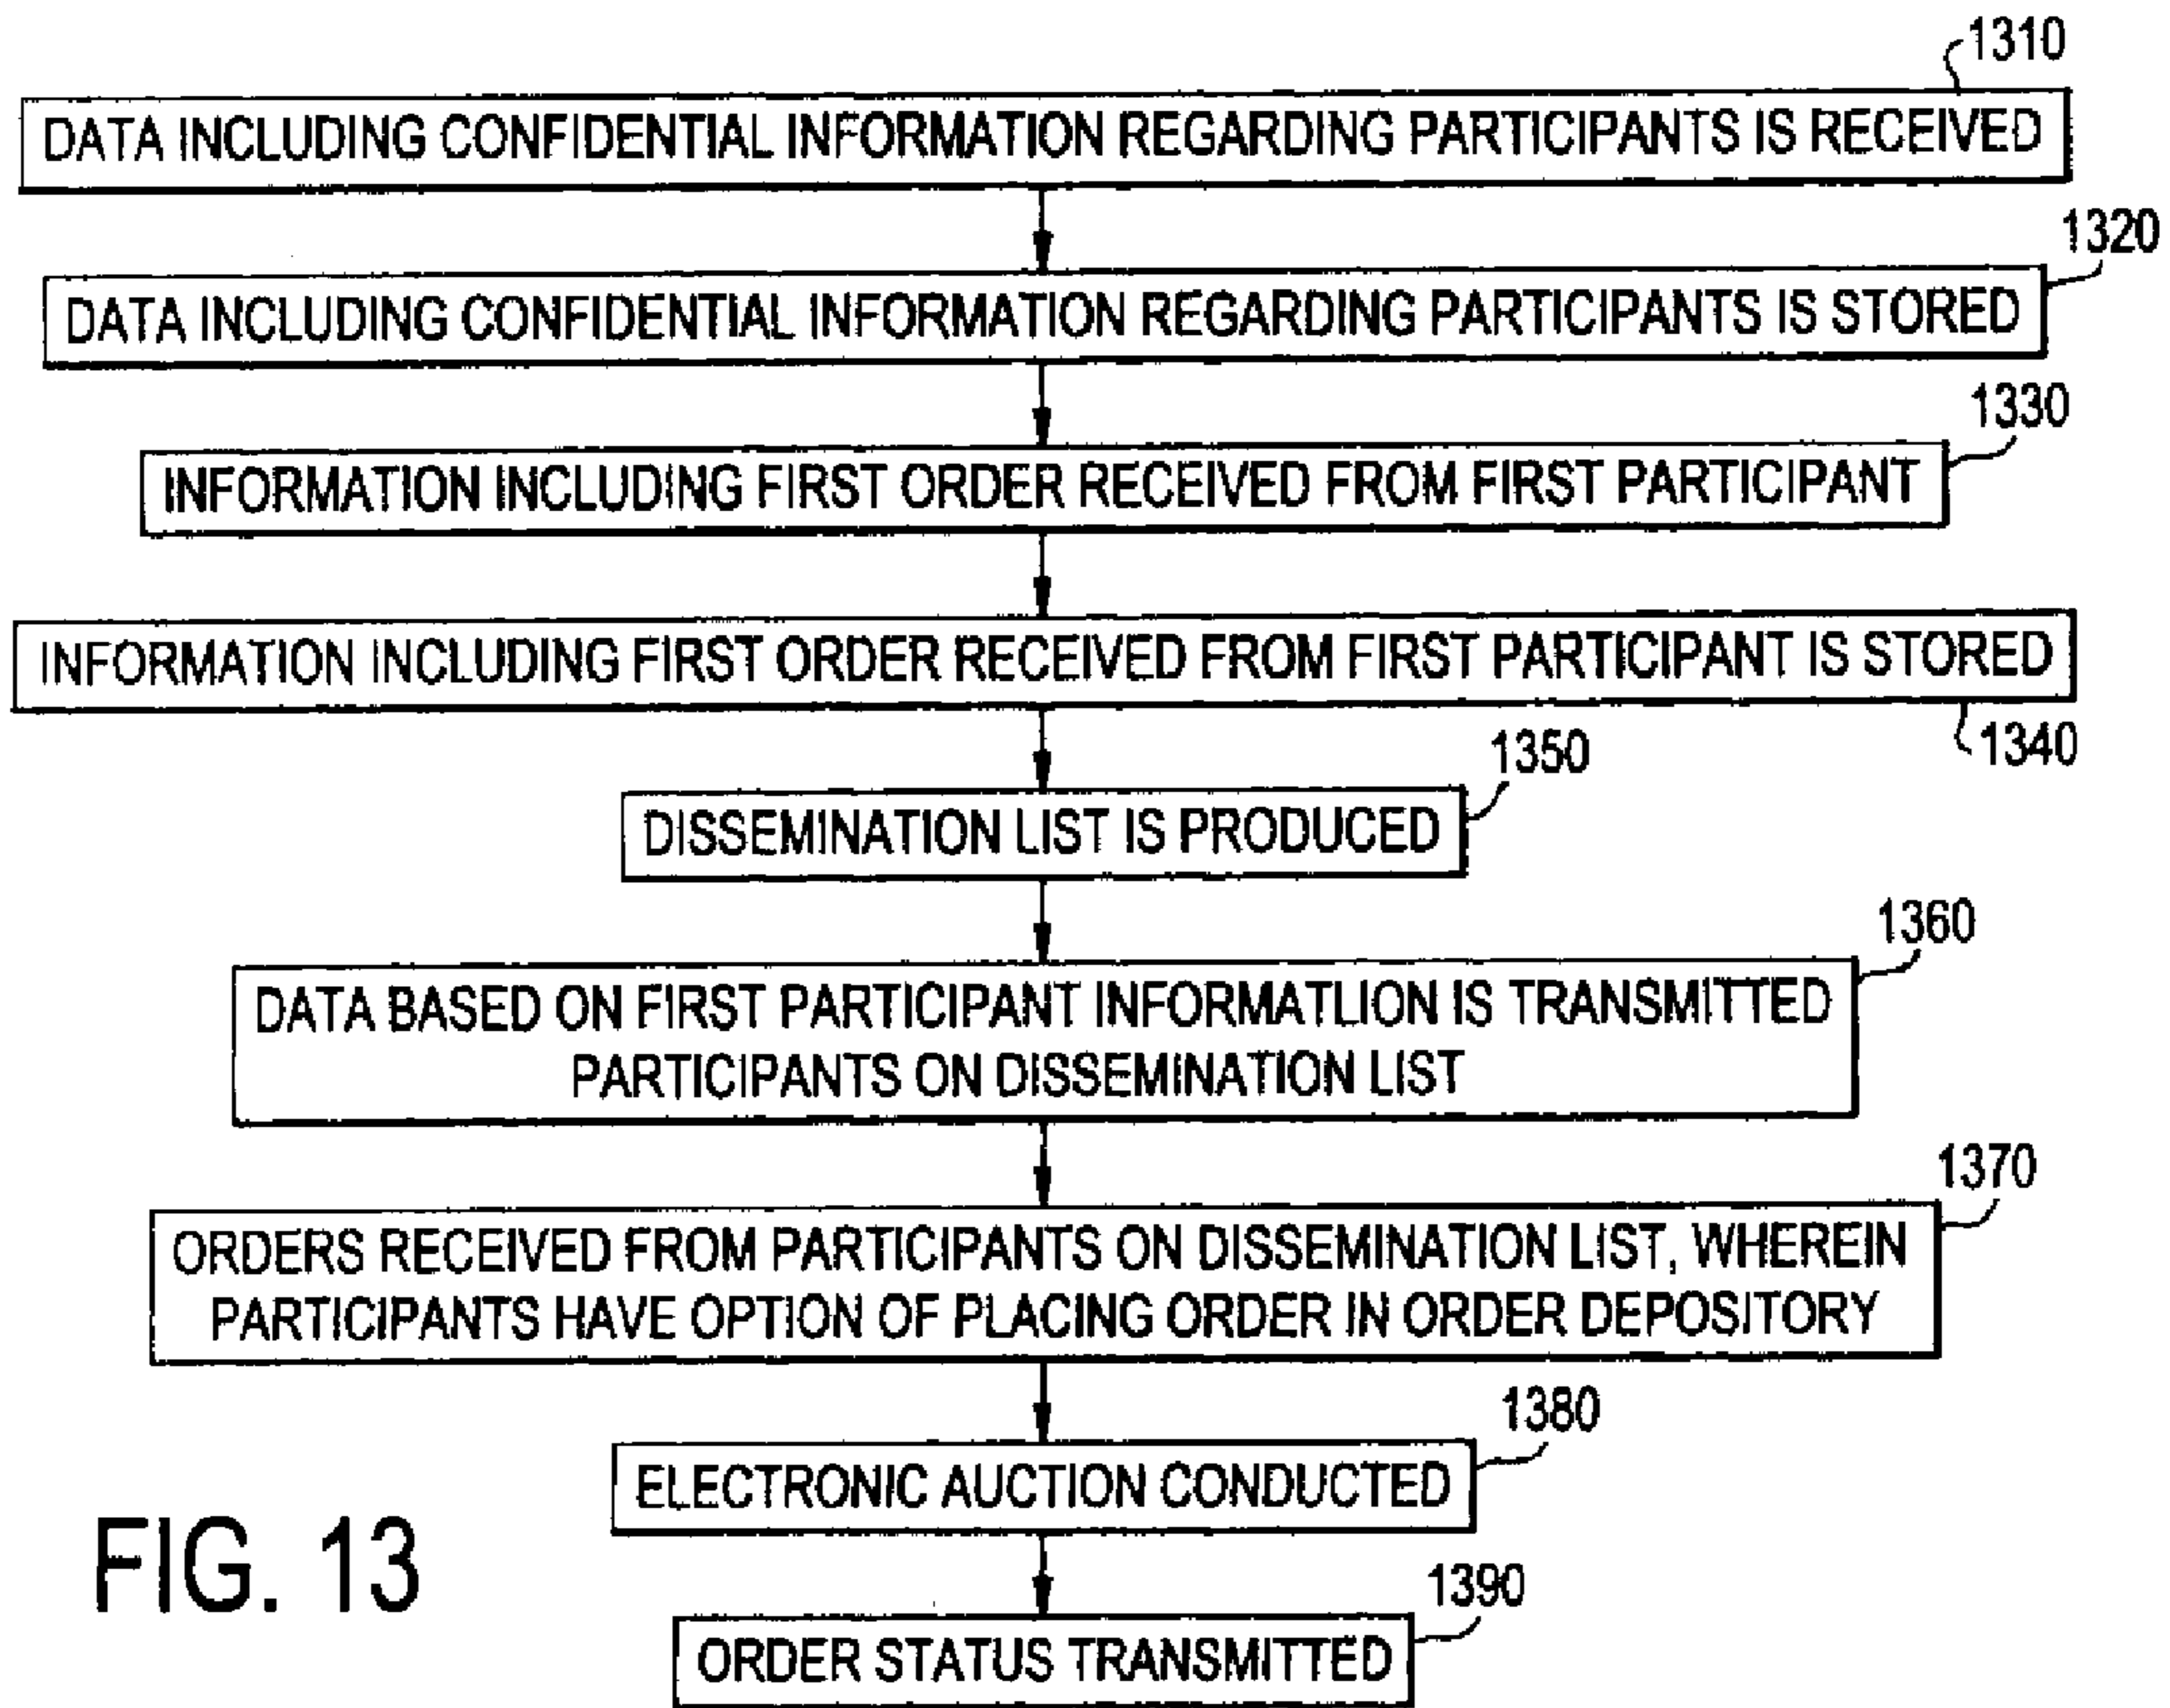 1310
DATA INCLUDING CONFIDENTIAL INFORMATION REGARDING PARTICIPANTS IS RECEIVED
1320
DATA INCLUDING CONFIDENTIAL INFORMATION REGARDING PARTICIPANTS IS STORED
1330
INFORMATION INCLUDING FIRST ORDER RECEIVED FROM FIRST PARTICIPANT
INFORMATION INCLUDING FIRST ORDER RECEIVED FROM FIRST PARTICIPANT IS STORED
1340
1350
DISSEMINATION LIST IS PRODUCED
1360
DATA BASED ON FIRST PARTICIPANT INFORMATLION IS TRANSMITTED
PARTICIPANTS ON DISSEMINATION LIST
1370
ORDERS RECEIVED FROM PARTICIPANTS ON DISSEMINATION LIST, WHEREIN
PARTICIPANTS HAVE OPTION OF PLACING ORDER IN ORDER DEPOSITORY
1380
ELECTRONIC AUCTION CONDUCTED
1390
ORDER STATUS TRANSMITTED
FIG. 13